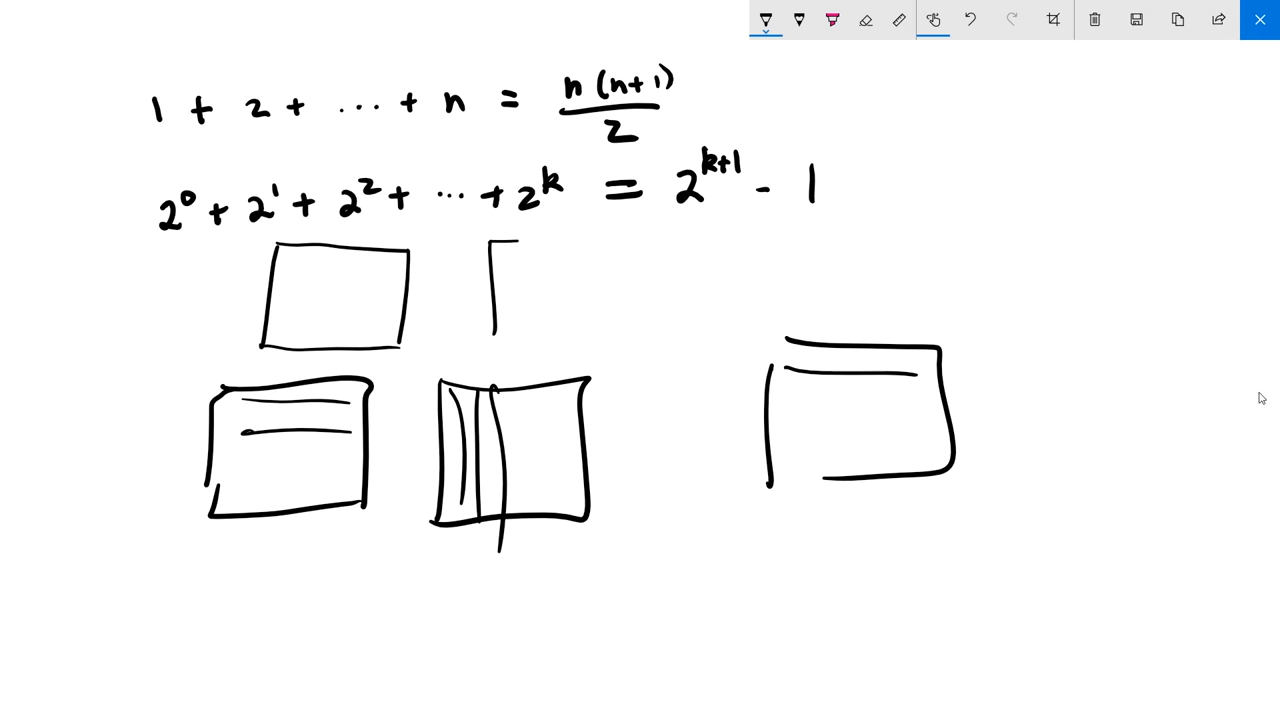 1 + 2 + ... + n = n(n+1)/2
2^0 + 2^1 + 2^2 + ... + 2^k = 2^(k+1) - 1